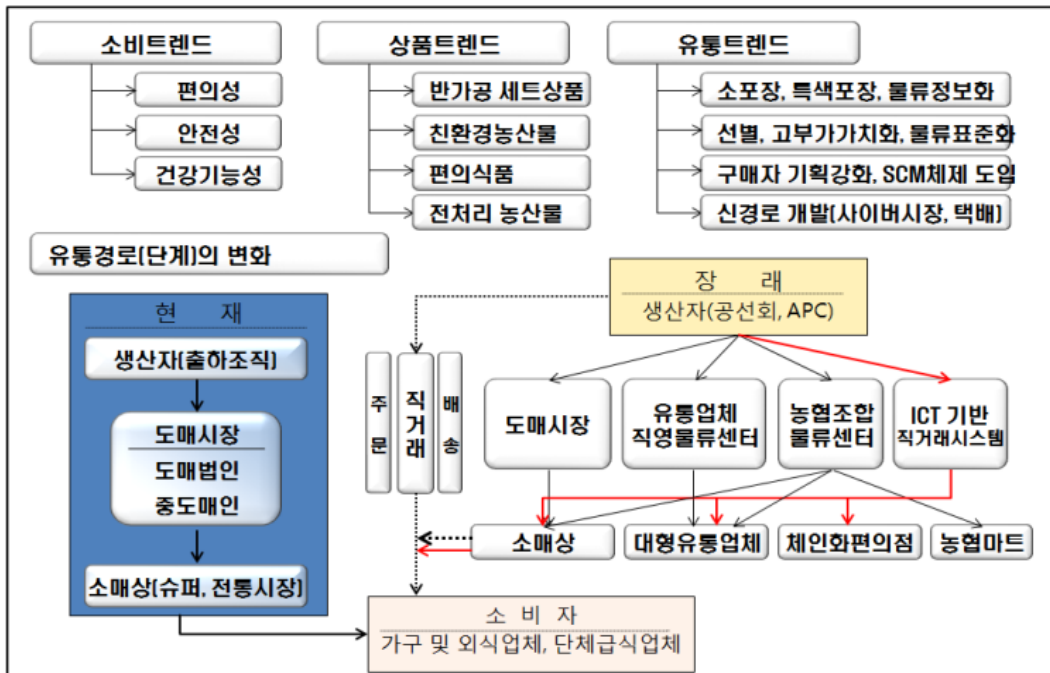 소비트렌드
편의성
안전성
건강기능성
상품트렌드
반가공 세트상품
친환경농산물
편의식품
전처리 농산물
유통트렌드
소포장, 특색포장, 물류정보화
선별, 고부가가치화, 물류표준화
구매자 기획강화, SCM체제 도입
신경로 개발(사이버시장, 택배)
유통경로(단계)의 변화
현 재
생산자(출하조직)
도매시장
도매법인
중도매인
소매상(슈퍼, 전통시장)
장 래
생산자(공선회, APC)
주문
직거래
배송
도매시장
유통업체
직영물류센터
농협조합
물류센터
ICT 기반
직거래시스템
소매상
대형유통업체
체인화편의점
농협마트
소 비 자
가구 및 외식업체, 단체급식업체